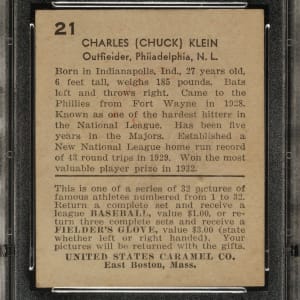 21
CHARLES (CHUCK) KLEIN
Outfielder, Philadelphia, N. L.
Born in Indianapolis, Ind., 27 years old,
6 feet tall, weighs 185 pounds. Bats
left and throws right. Came to the
Phillies from Fort Wayne in 1928.
Known as one of the hardest hitters in
the National League. Has been five
years in the Majors. Established a
New National League home run record
of 43 round trips in 1929. Won the most
valuable player prize in 1932.
This is one of a series of 32 pictures of
famous athletes numbered from 1 to 32.
Return a complete set and receive a
league BASEBALL, value $1.00, or re-
turn three complete sets and receive a
FIELDER'S GLOVE, value $3.00 (state
whether left or right handed). Your
pictures will be returned with the gifts.
UNITED STATES CARAMEL CO.
East Boston, Mass.